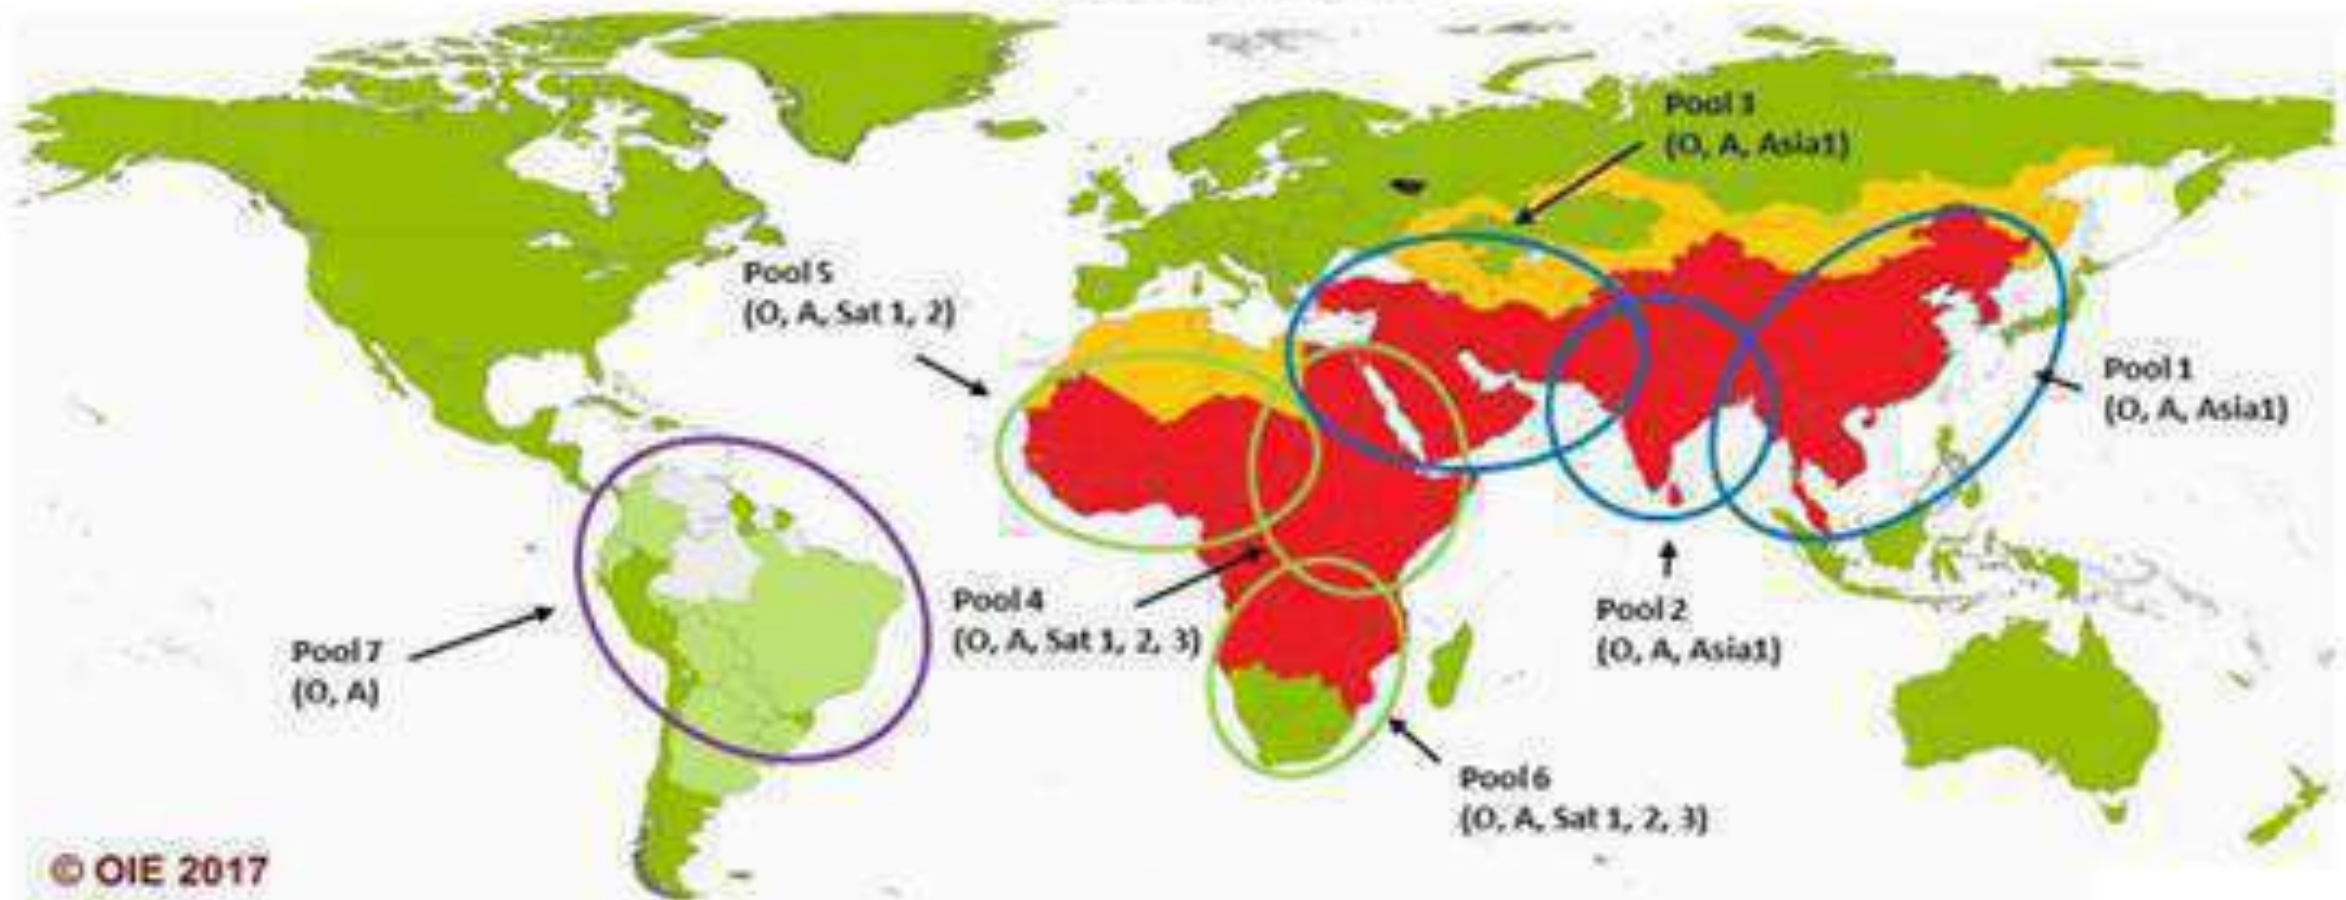 Pool 3
(O, A, Asia1)
Pool 5
(O, A, Sat 1, 2)
Pool 1
(O, A, Asia1)
Pool 4
(O, A, Sat 1, 2, 3)
Pool 2
(O, A, Asia1)
Pool 7
(O, A)
Pool 6
(O, A, Sat 1, 2, 3)
© OIE 2017